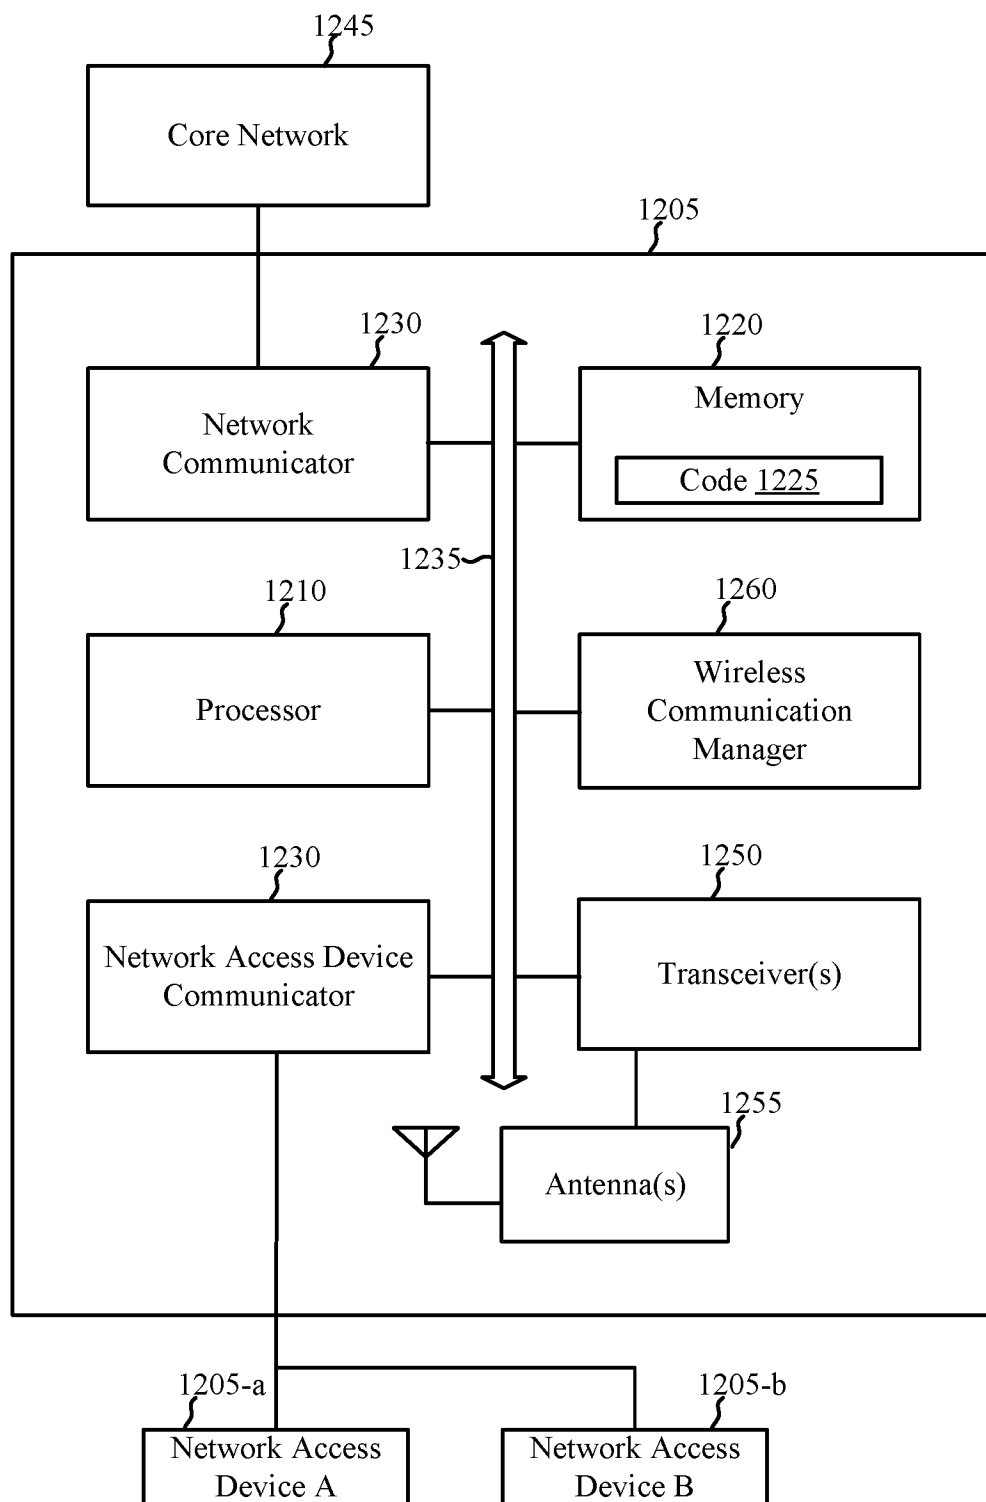 1245
Core Network
1205
1230
Network
Communicator
1220
Memory
Code 1225
1235
1210
Processor
1260
Wireless
Communication
Manager
1230
Network Access Device
Communicator
1250
Transceiver(s)
1255
Antenna(s)
1205-a
Network Access
Device A
1205-b
Network Access
Device B